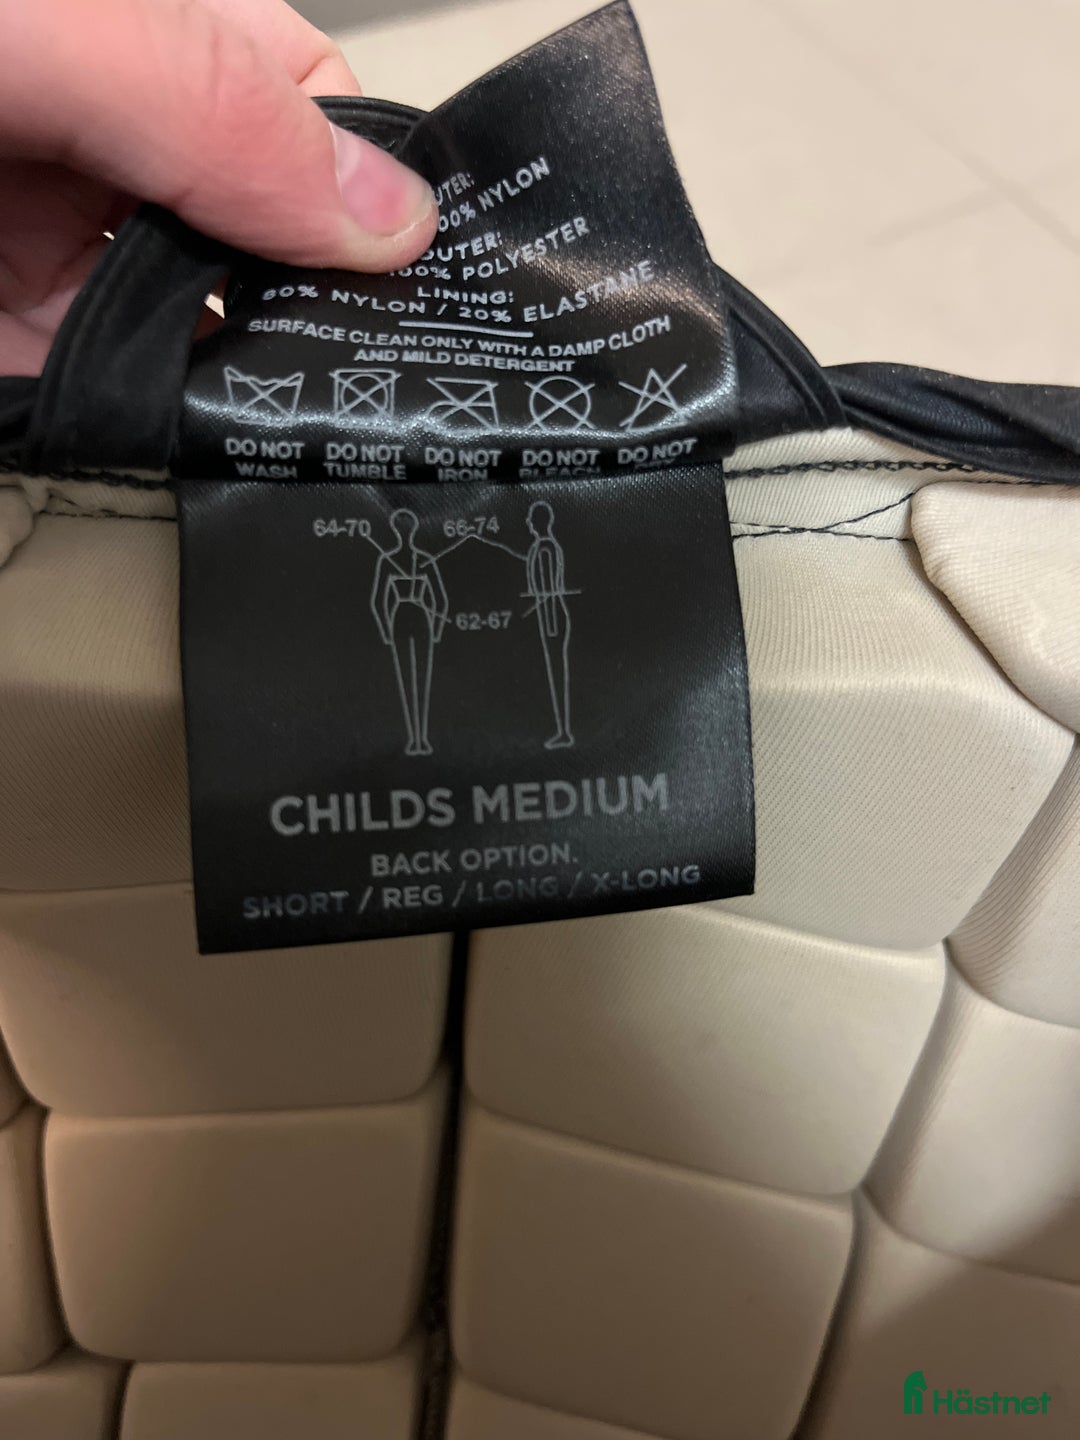 100% NYLON
OUTER:
100% POLYESTER
LINING:
80% NYLON / 20% ELASTANE
SURFACE CLEAN ONLY WITH A DAMP CLOTH
AND MILD DETERGENT
DO NOT DO NOT DO NOT DO NOT DO NOT
WASH TUMBLE IRON BLEACH
64-70 66-74
62-67
CHILDS MEDIUM
BACK OPTION.
SHORT / REG / LONG / X-LONG
Hästnet